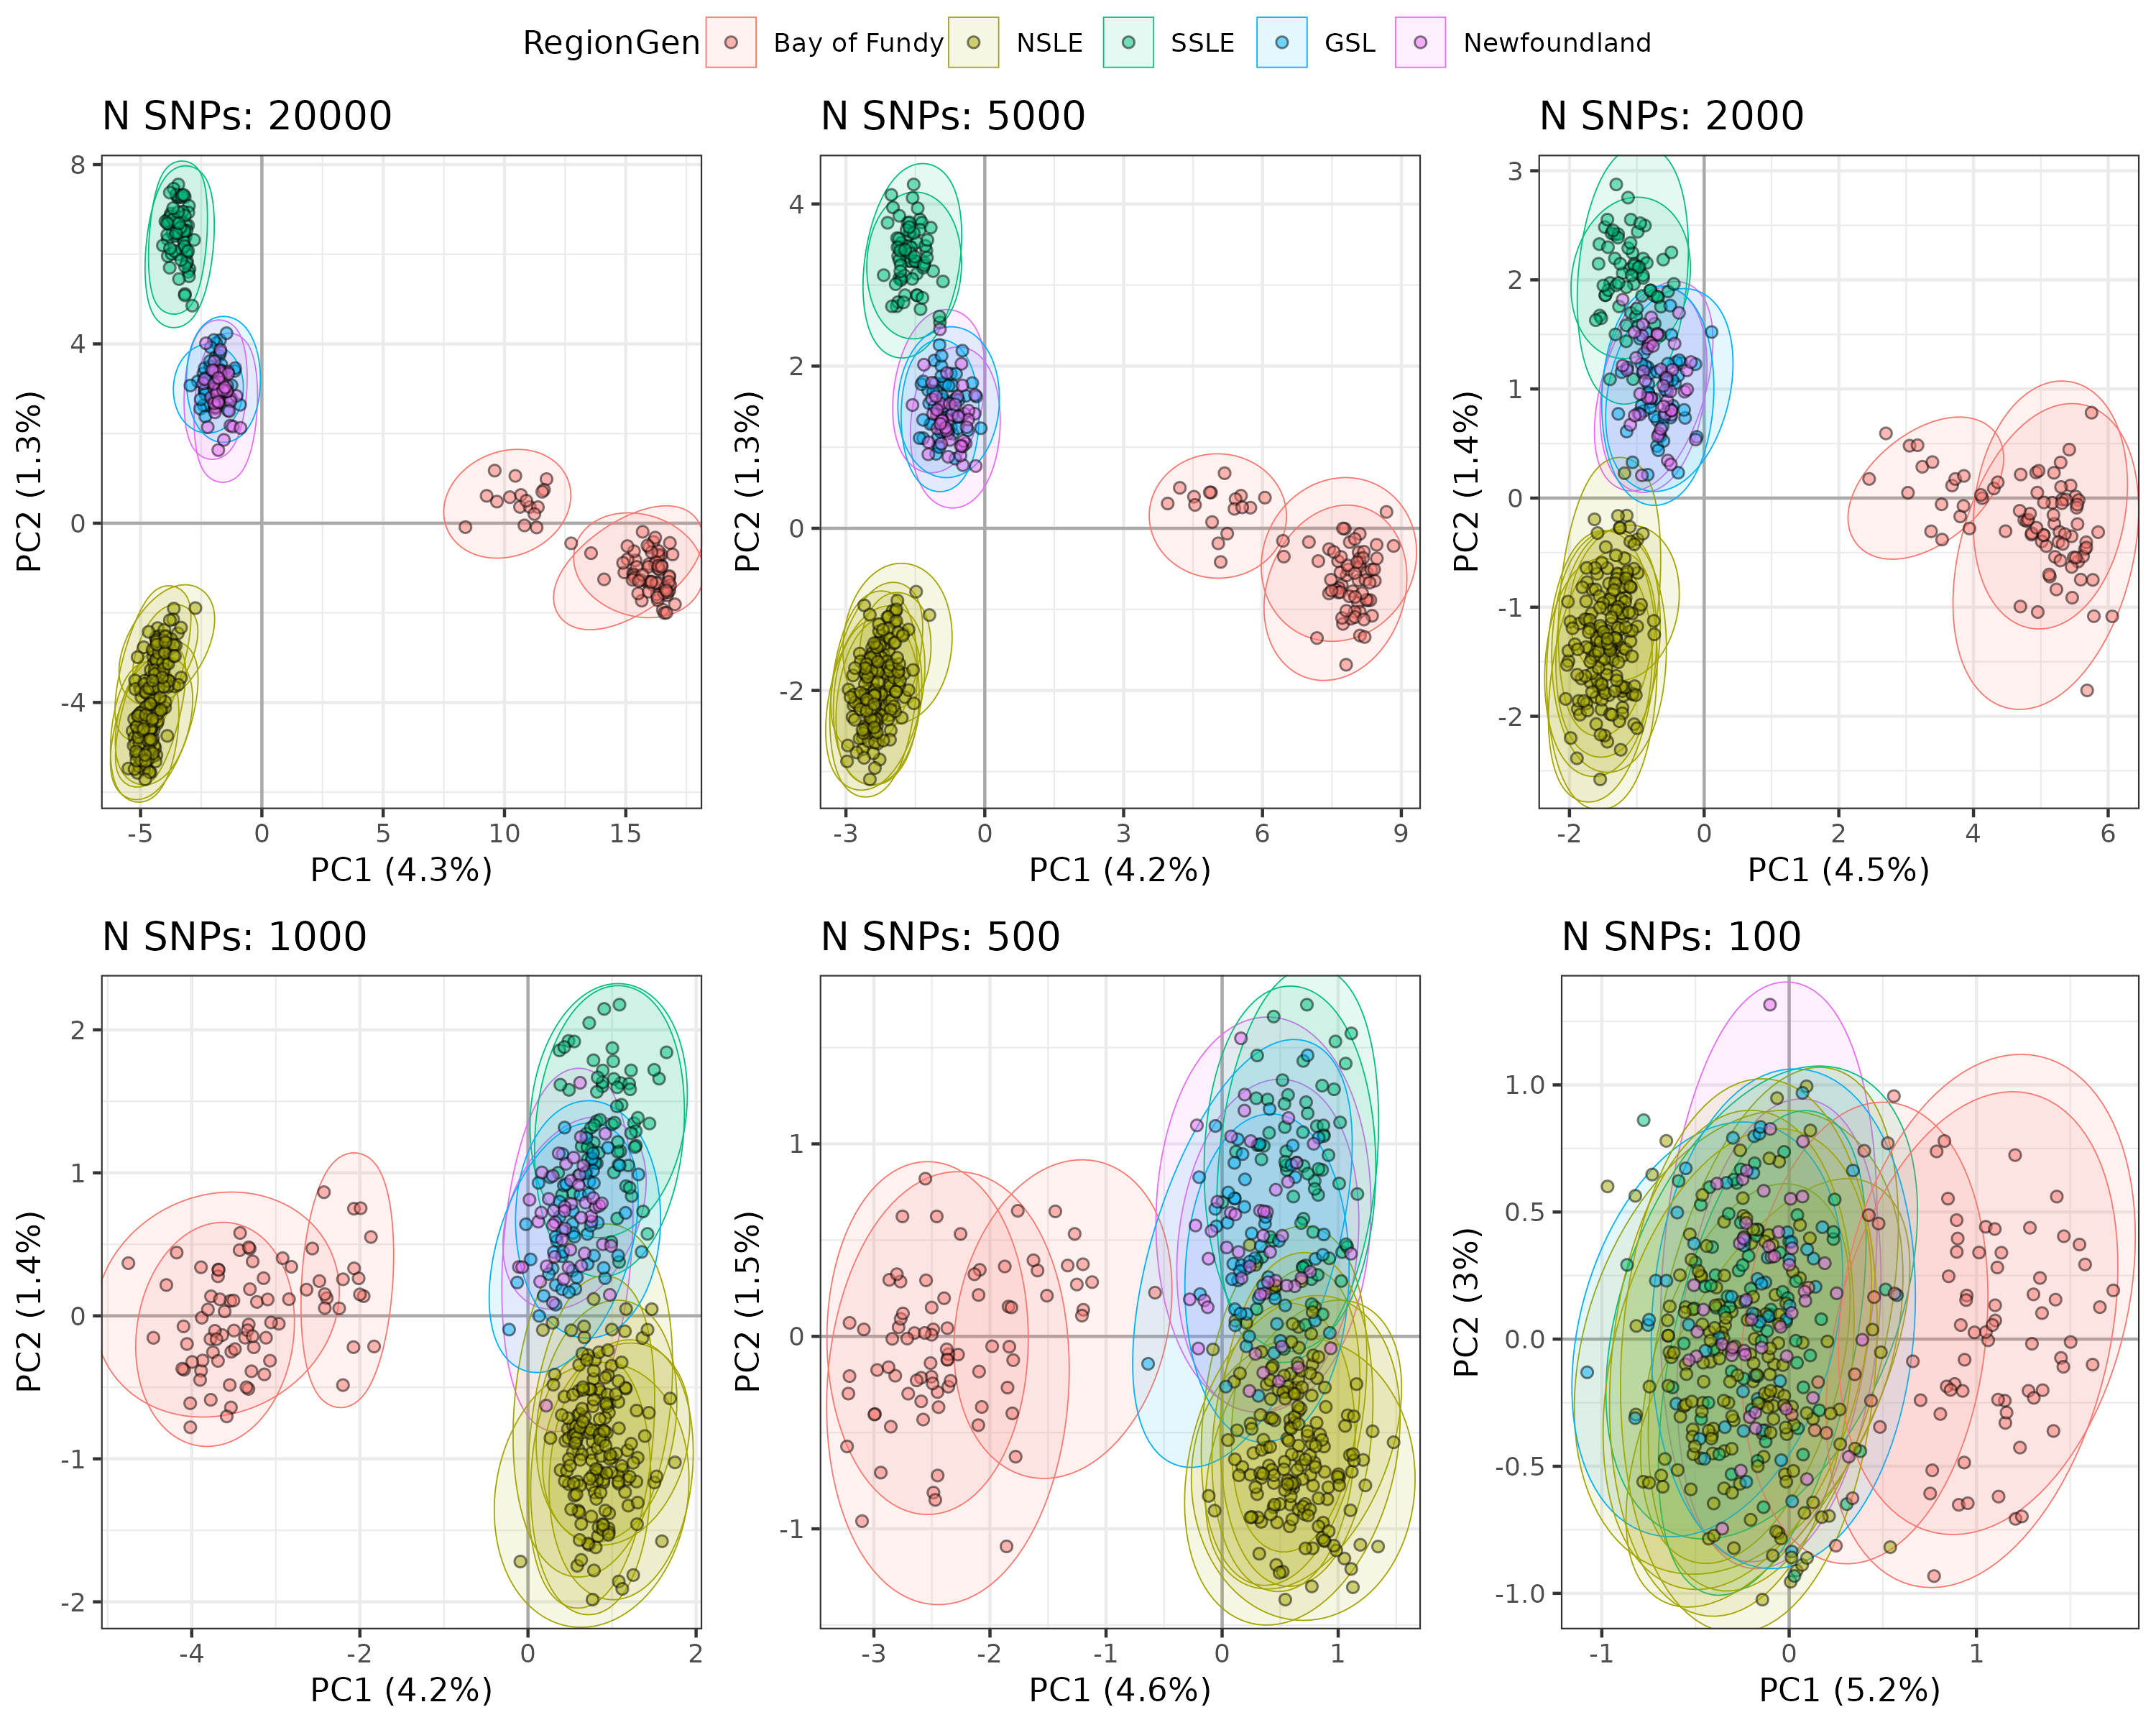 RegionGen Bay of Fundy NSLE SSLE GSL Newfoundland
N SNPs: 20000
8
4
0
-4
-5 0 5 10 15
PC1 (4.3%)
PC2 (1.3%)
N SNPs: 5000
4
2
0
-2
-3 0 3 6 9
PC1 (4.2%)
PC2 (1.3%)
N SNPs: 2000
3
2
1
0
-1
-2
-2 0 2 4 6
PC1 (4.5%)
PC2 (1.4%)
N SNPs: 1000
2
1
0
-1
-2
-4 -2 0 2
PC1 (4.2%)
PC2 (1.4%)
N SNPs: 500
1
0
-1
-3 -2 -1 0 1
PC1 (4.6%)
PC2 (1.5%)
N SNPs: 100
1.0
0.5
0.0
-0.5
-1.0
-1 0 1
PC1 (5.2%)
PC2 (3%)